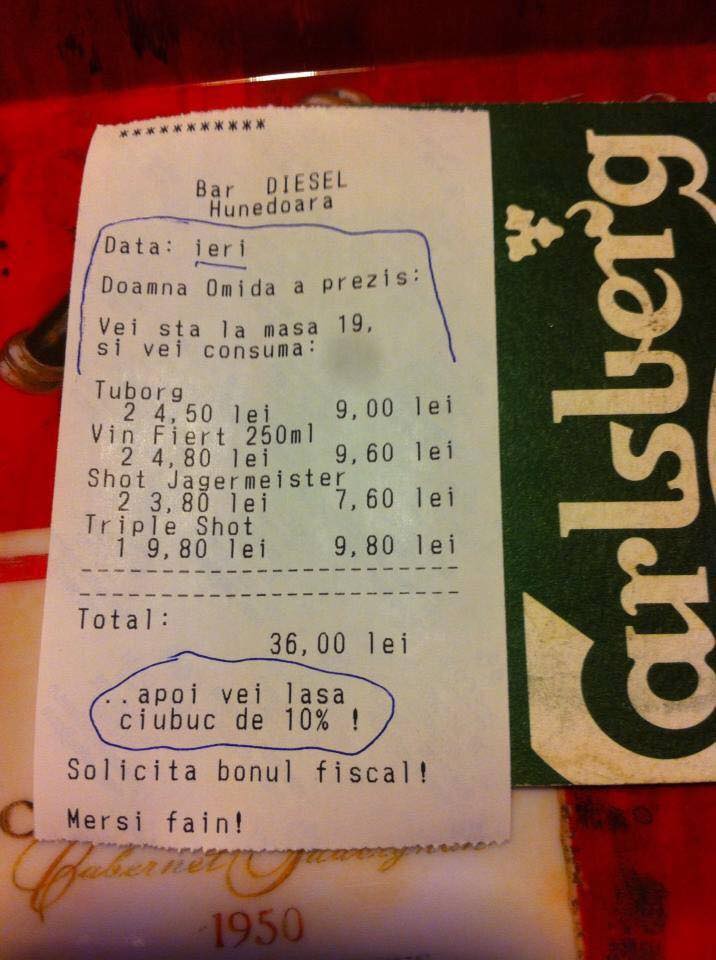 ***********
Bar DIESEL
Hunedoara
Data: ieri
Doamna Omida a prezis:
Vei sta la masa 19,
si vei consuma:
Tuborg
2 4,50 lei 9,00 lei
Vin Fiert 250ml
2 4,80 lei 9,60 lei
Shot Jagermeister
2 3,80 lei 7,60 lei
Triple Shot
1 9,80 lei 9,80 lei
-----------------------------
-----------------------------
Total:
36,00 lei
..apoi vei lasa
ciubuc de 10% !
Solicita bonul fiscal!
Mersi fain!
Carlsberg
Cabernet Sauvignon
1950